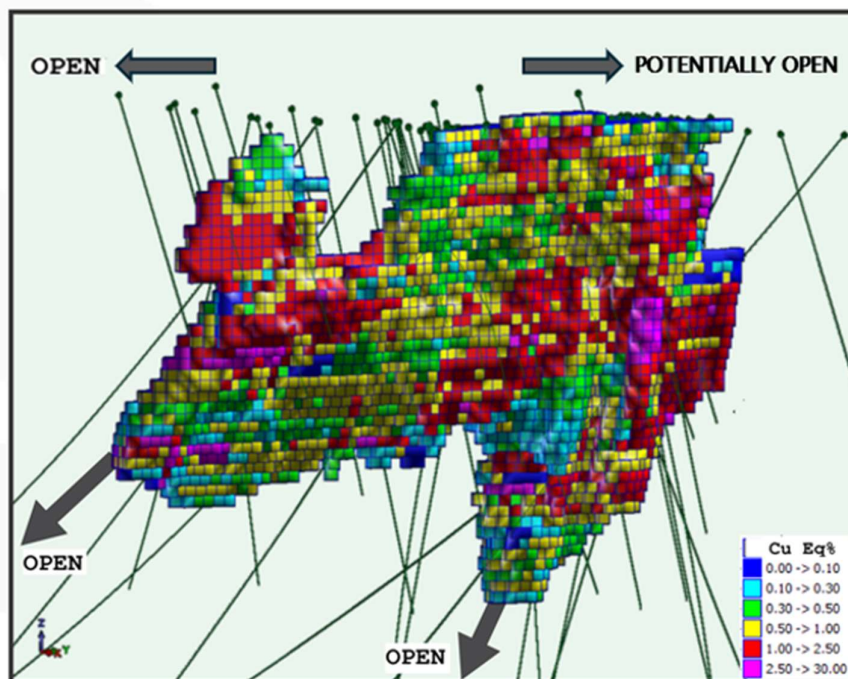 OPEN
POTENTIALLY OPEN
OPEN
OPEN
Cu Eq%
0.00 -> 0.10
0.10 -> 0.30
0.30 -> 0.50
0.50 -> 1.00
1.00 -> 2.50
2.50 -> 30.00
Z
Y